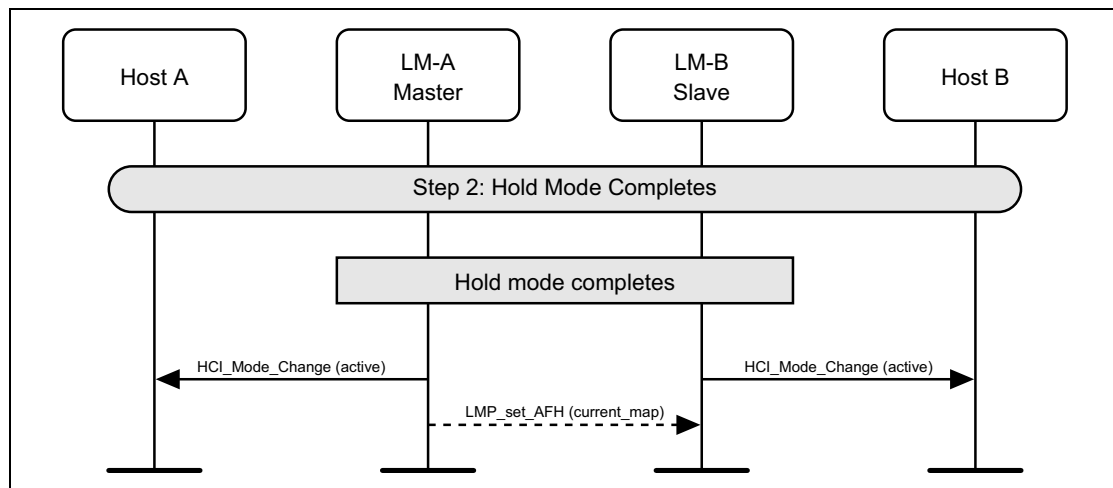 Host A
LM-A
Master
LM-B
Slave
Host B
Step 2: Hold Mode Completes
Hold mode completes
HCI_Mode_Change (active)
HCI_Mode_Change (active)
LMP_set_AFH (current_map)